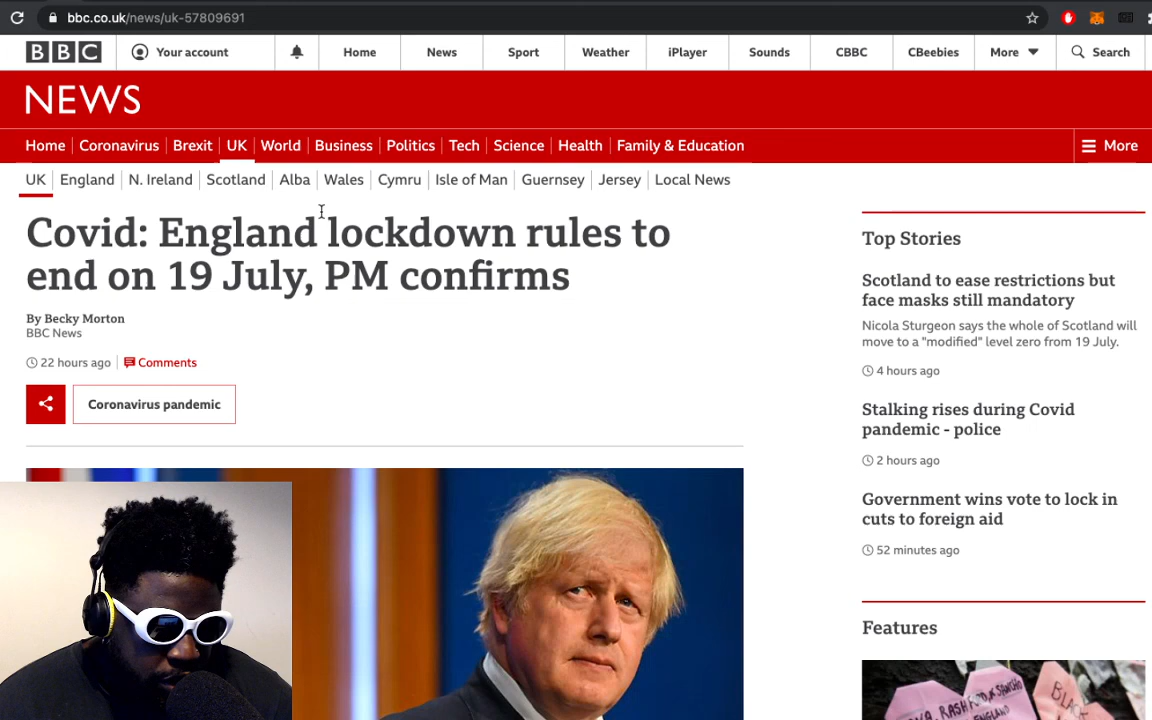 bbc.co.uk/news/uk-57809691
BBC Your account Home News Sport Weather iPlayer Sounds CBBC CBeebies More Search
NEWS
Home Coronavirus Brexit UK World Business Politics Tech Science Health Family & Education More
UK England N. Ireland Scotland Alba Wales Cymru Isle of Man Guernsey Jersey Local News
Covid: England lockdown rules to
end on 19 July, PM confirms
By Becky Morton
BBC News
22 hours ago Comments
Coronavirus pandemic
Top Stories
Scotland to ease restrictions but
face masks still mandatory
Nicola Sturgeon says the whole of Scotland will
move to a "modified" level zero from 19 July.
4 hours ago
Stalking rises during Covid
pandemic - police
2 hours ago
Government wins vote to lock in
cuts to foreign aid
52 minutes ago
Features
RASHFORD, SANCHO
ENGLAND
BLACK